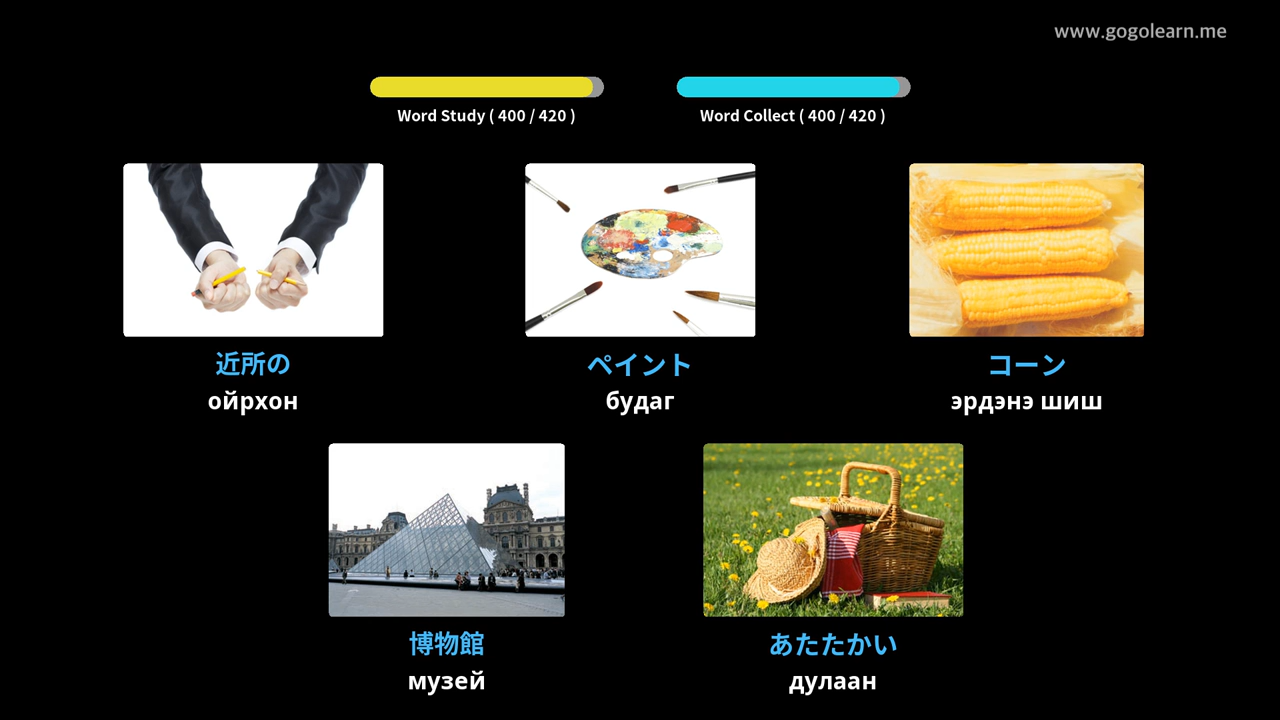 www.gogolearn.me
Word Study ( 400 / 420 )
Word Collect ( 400 / 420 )
近所の
ペイント
コーン
ойрхон
будаг
эрдэнэ шиш
博物館
あたたかい
музей
дулаан